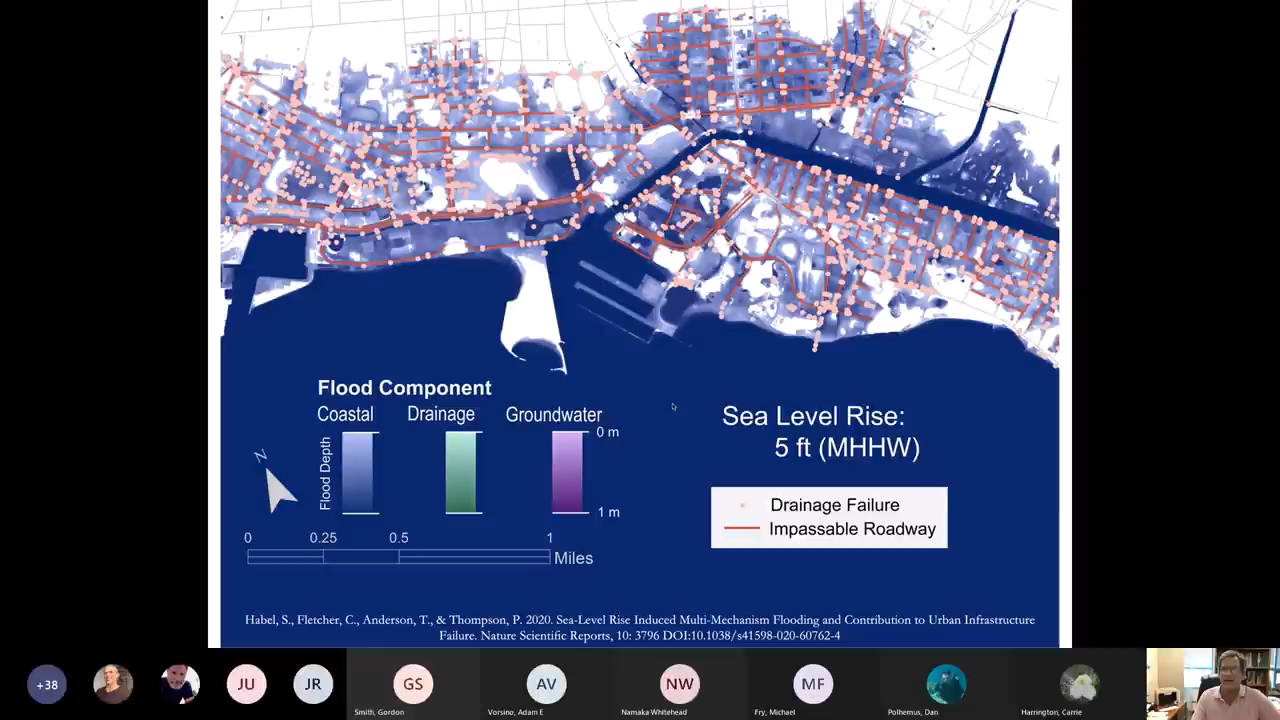 Flood Component
Coastal Drainage Groundwater
0 m
Flood Depth
1 m
N
0 0.25 0.5 1
Miles
Sea Level Rise:
5 ft (MHHW)
Drainage Failure
Impassable Roadway
Habel, S., Fletcher, C., Anderson, T., & Thompson, P. 2020. Sea-Level Rise Induced Multi-Mechanism Flooding and Contribution to Urban Infrastructure
Failure. Nature Scientific Reports, 10: 3796 DOI:10.1038/s41598-020-60762-4
+38 JU JR GS AV NW MF
Smith, Gordon Vorsino, Adam E Namaka Whitehead Fry, Michael Polhemus, Dan Harrington, Carrie